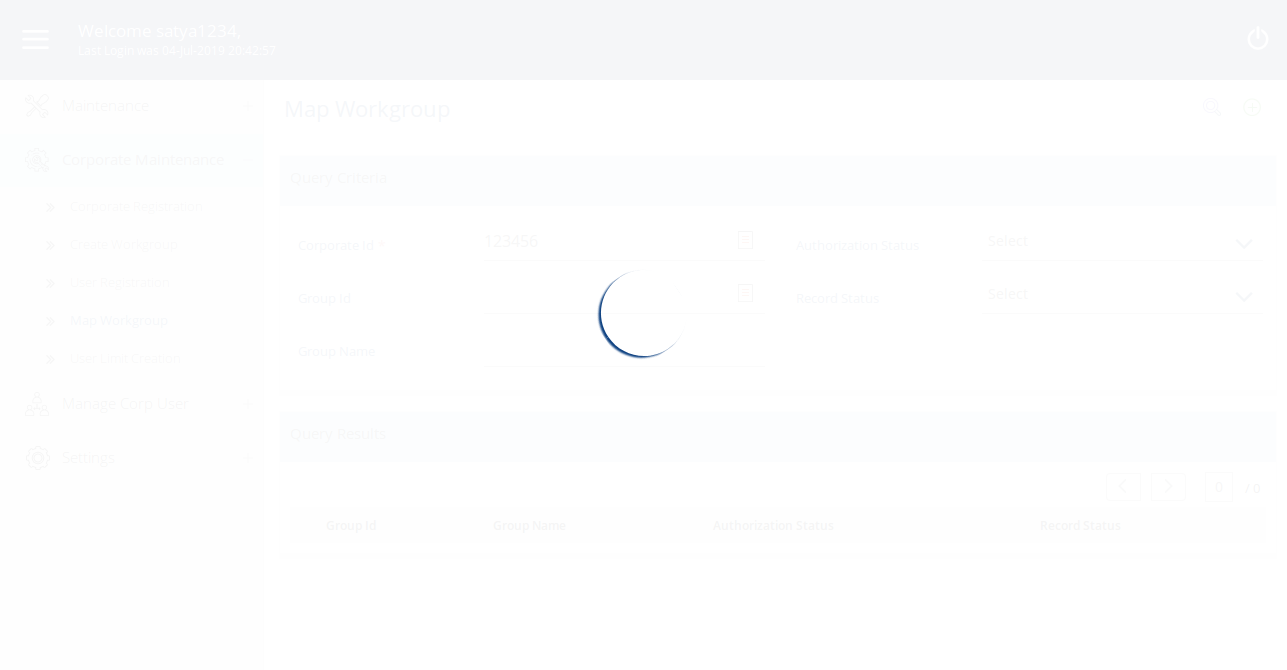 Welcome satya1234,
Last Login was 04-Jul-2019 20:42:57
Maintenance
Map Workgroup
Corporate Maintenance
Query Criteria
Corporate Registration
Corporate Id *
123456
Authorization Status
Select
Create Workgroup
User Registration
Group Id
Record Status
Select
Map Workgroup
Group Name
User Limit Creation
Manage Corp User
Query Results
Settings
0 / 0
Group Id
Group Name
Authorization Status
Record Status